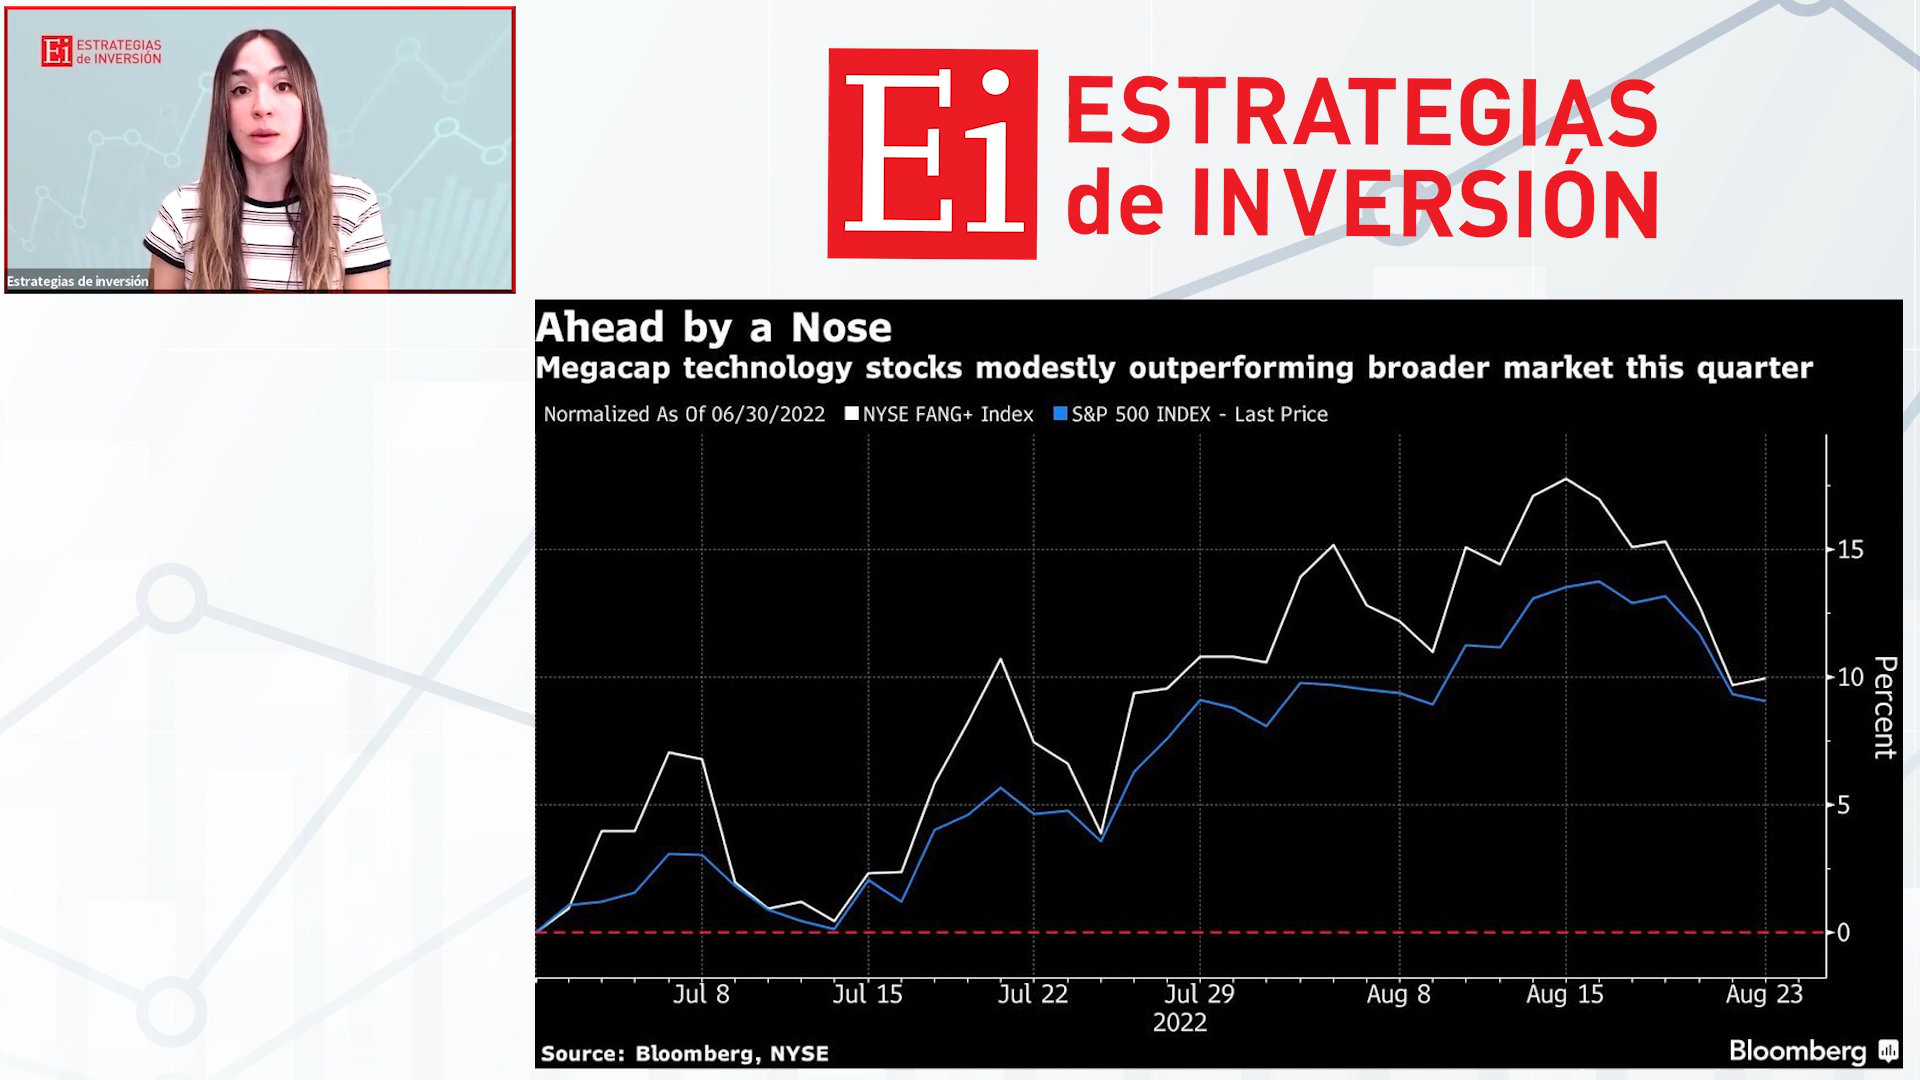 Ei ESTRATEGIAS
de INVERSIÓN
Estrategias de inversión
Ei ESTRATEGIAS
de INVERSIÓN
Ahead by a Nose
Megacap technology stocks modestly outperforming broader market this quarter
Normalized As Of 06/30/2022 NYSE FANG+ Index S&P 500 INDEX - Last Price
15
10
5
0
Percent
Jul 8 Jul 15 Jul 22 Jul 29 Aug 8 Aug 15 Aug 23
2022
Source: Bloomberg, NYSE
Bloomberg